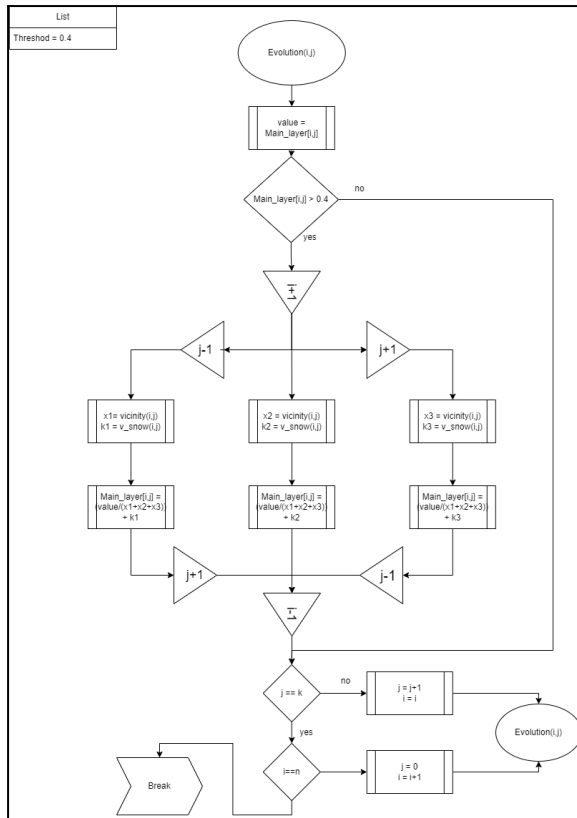 List
Threshod = 0.4
Evolution(i,j)
value =
Main_layer[i,j]
Main_layer[i,j] > 0.4
no
yes
i+1
j-1
j+1
x1= vicinity(i,j)
k1 = v_snow(i,j)
x2 = vicinity(i,j)
k2 = v_snow(i,j)
x3 = vicinity(i,j)
k3 = v_snow(i,j)
Main_layer[i,j] =
(value/(x1+x2+x3))
+ k1
Main_layer[i,j] =
(value/(x1+x2+x3))
+ k2
Main_layer[i,j] =
(value/(x1+x2+x3))
+ k3
j+1
j-1
i-1
j == k
no
j = j+1
i = i
yes
Evolution(i,j)
i==n
j = 0
i = i+1
Break